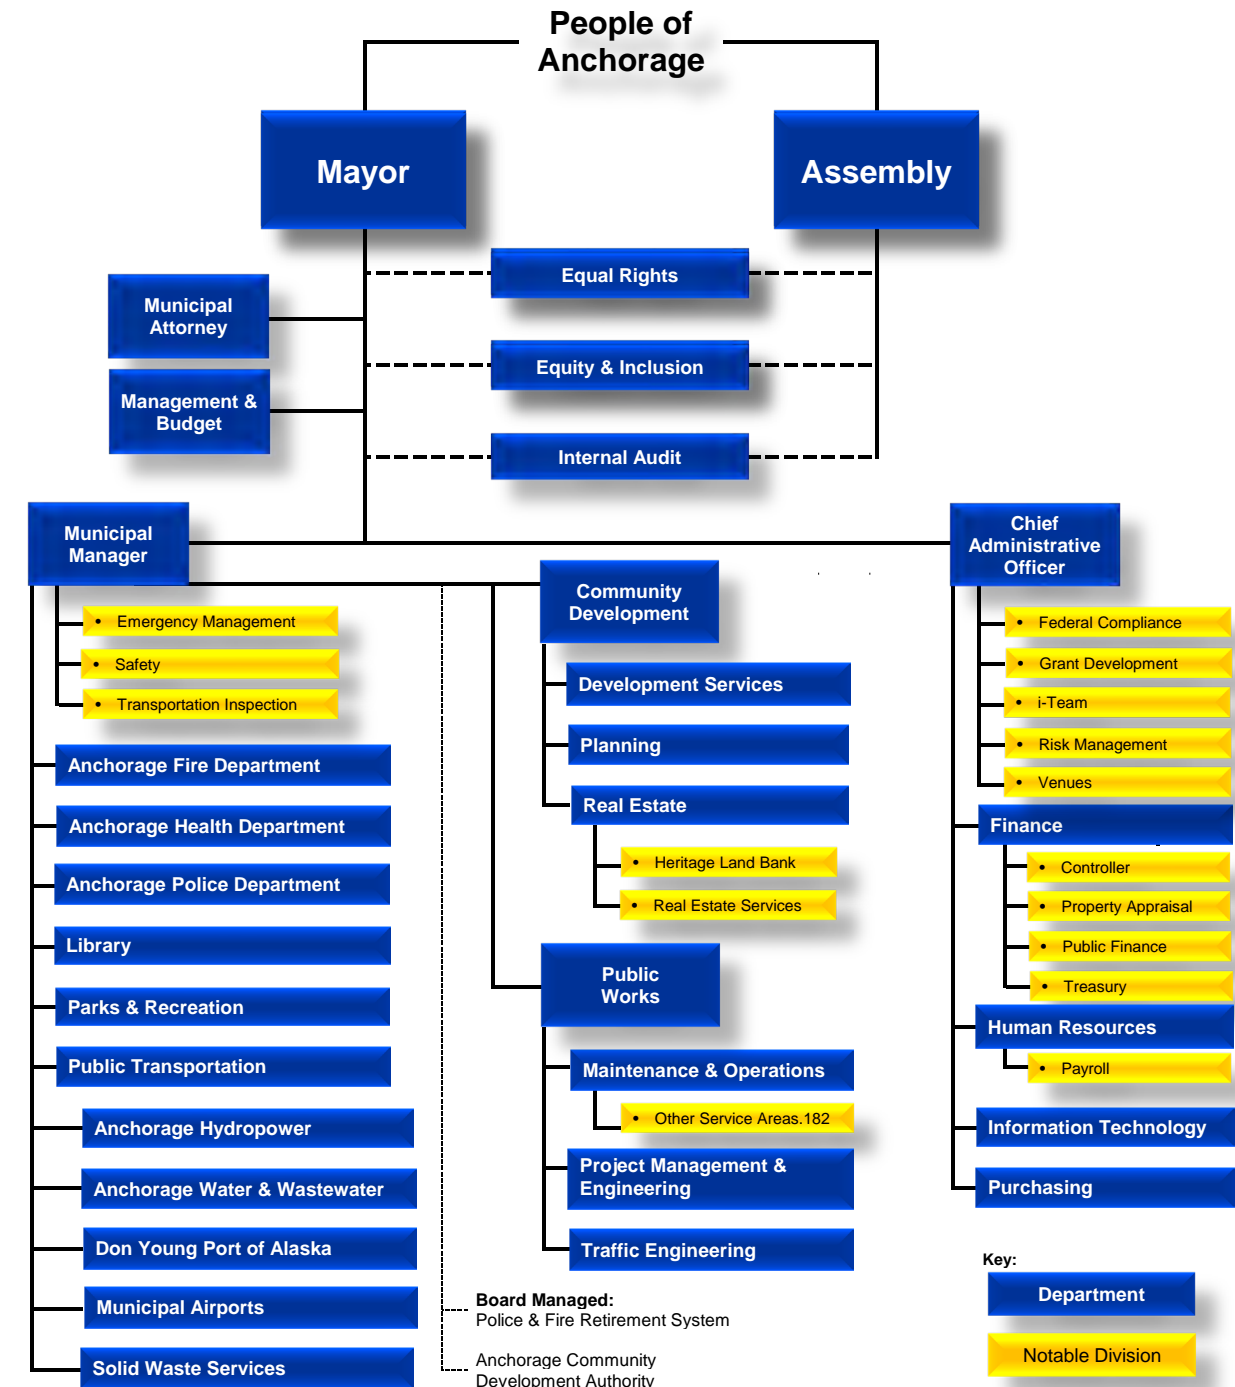 People of
Anchorage
Mayor
Assembly
Equal Rights
Municipal
Attorney
Equity & Inclusion
Management &
Budget
Internal Audit
Municipal
Manager
Chief
Administrative
Officer
• Emergency Management
• Safety
• Transportation Inspection
Anchorage Fire Department
Anchorage Health Department
Anchorage Police Department
Library
Parks & Recreation
Public Transportation
Anchorage Hydropower
Anchorage Water & Wastewater
Don Young Port of Alaska
Municipal Airports
Solid Waste Services
Community
Development
Development Services
Planning
Real Estate
• Heritage Land Bank
• Real Estate Services
Public
Works
Maintenance & Operations
• Other Service Areas.182
Project Management &
Engineering
Traffic Engineering
Board Managed:
Police & Fire Retirement System
Anchorage Community
Development Authority
• Federal Compliance
• Grant Development
• i-Team
• Risk Management
• Venues
Finance
• Controller
• Property Appraisal
• Public Finance
• Treasury
Human Resources
• Payroll
Information Technology
Purchasing
Key:
Department
Notable Division